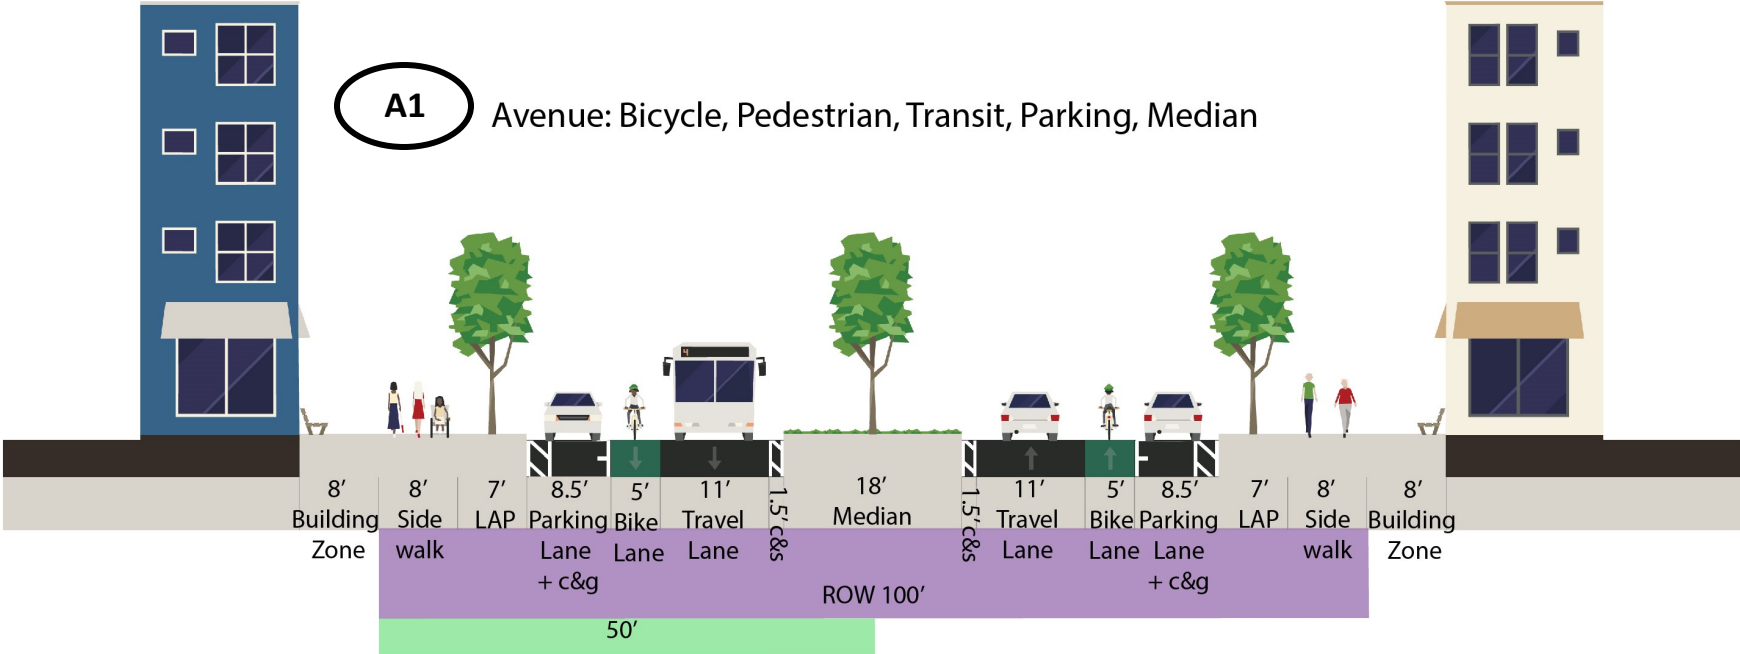 A1
Avenue: Bicycle, Pedestrian, Transit, Parking, Median
4
8’ Building Zone
8’ Side walk
7’ LAP
8.5’ Parking Lane + c&g
5’ Bike Lane
11’ Travel Lane
1.5’ c&s
18’ Median
1.5’ c&s
11’ Travel Lane
5’ Bike Lane
8.5’ Parking Lane + c&g
7’ LAP
8’ Side walk
8’ Building Zone
ROW 100’
50’